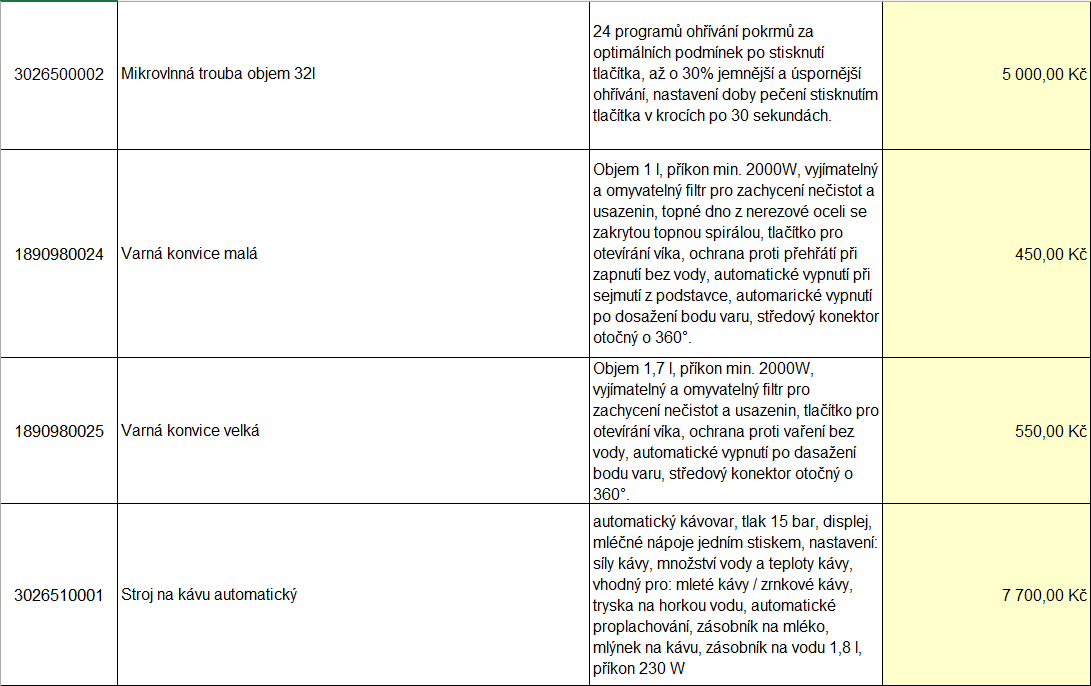 24 programů ohřívání pokrmů za
optimálních podmínek po stisknutí
3026500002 Mikrovlnná trouba objem 32l tlačítka, až o 30% jemnější a úspornější 5 000,00 Kč
ohřívání, nastavení doby pečení stisknutím
tlačítka v krocích po 30 sekundách.
Objem 1 l, příkon min. 2000W, vyjímatelný
a omyvatelný filtr pro zachycení nečistot a
usazenin, topné dno z nerezové oceli se
zakrytou topnou spirálou, tlačítko pro
1890980024 Varná konvice malá otevírání víka, ochrana proti přehřátí při 450,00 Kč
zapnutí bez vody, automatické vypnutí při
sejmutí z podstavce, automarické vypnutí
po dosažení bodu varu, středový konektor
otočný o 360°.
Objem 1,7 l, příkon min. 2000W,
vyjímatelný a omyvatelný filtr pro
zachycení nečistot a usazenin, tlačítko pro
1890980025 Varná konvice velká otevírání víka, ochrana proti vaření bez 550,00 Kč
vody, automatické vypnutí po dasažení
bodu varu, středový konektor otočný o
360°.
automatický kávovar, tlak 15 bar, displej,
mléčné nápoje jedním stiskem, nastavení:
síly kávy, množství vody a teploty kávy,
vhodný pro: mleté kávy / zrnkové kávy,
3026510001 Stroj na kávu automatický tryska na horkou vodu, automatické 7 700,00 Kč
proplachování, zásobník na mléko,
mlýnek na kávu, zásobník na vodu 1,8 l,
příkon 230 W